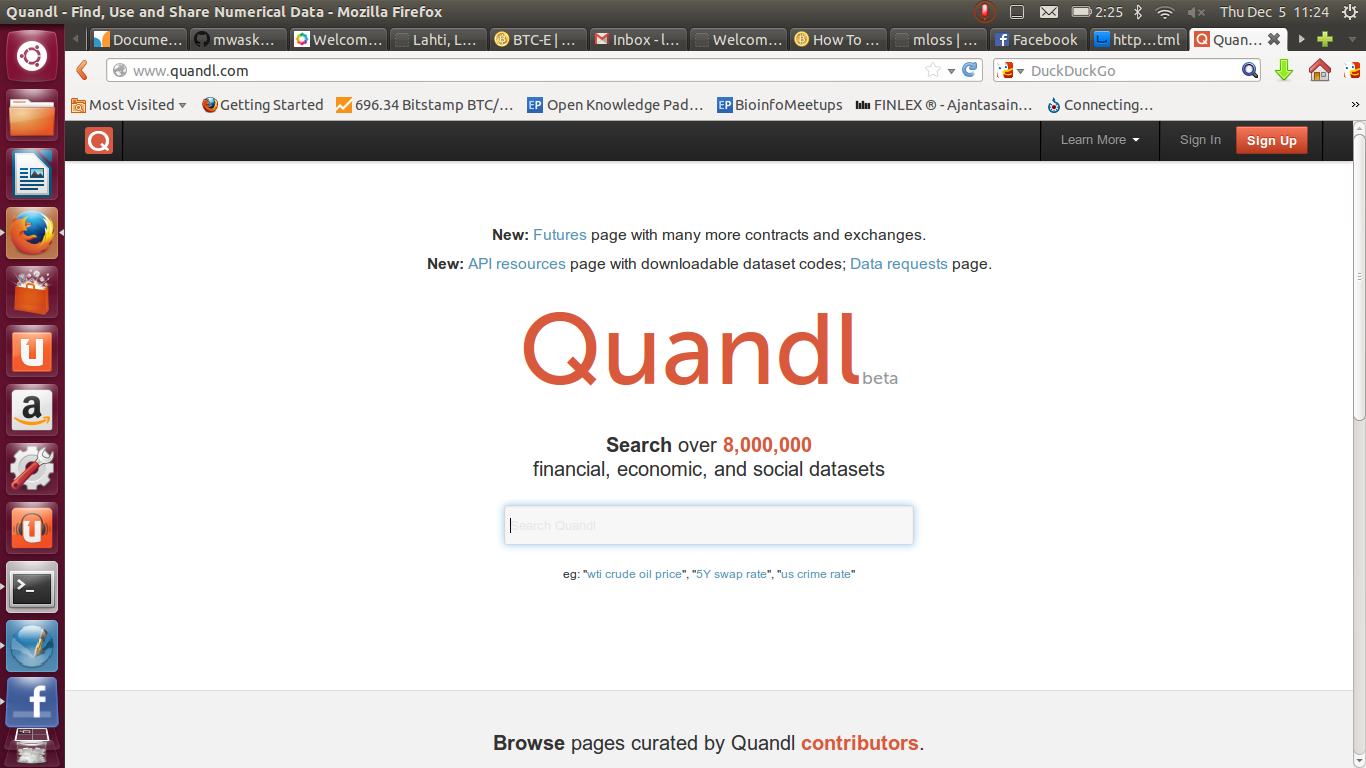 Quandl - Find, Use and Share Numerical Data - Mozilla Firefox
2:25
Thu Dec 5 11:24
Docume...
mwask...
Welcom...
Lahti, L...
BTC-E | ...
Inbox - l...
Welcom...
How To ...
mloss | ...
Facebook
http...tml
Quan...
www.quandl.com
DuckDuckGo
Most Visited
Getting Started
696.34 Bitstamp BTC/...
EP Open Knowledge Pad...
EP BioinfoMeetups
FINLEX ® - Ajantasain...
Connecting...
»
Q
Learn More
Sign In
Sign Up
New: Futures page with many more contracts and exchanges.
New: API resources page with downloadable dataset codes; Data requests page.
Quandl beta
Search over 8,000,000
financial, economic, and social datasets
Search Quandl
eg: "wti crude oil price", "5Y swap rate", "us crime rate"
Browse pages curated by Quandl contributors.